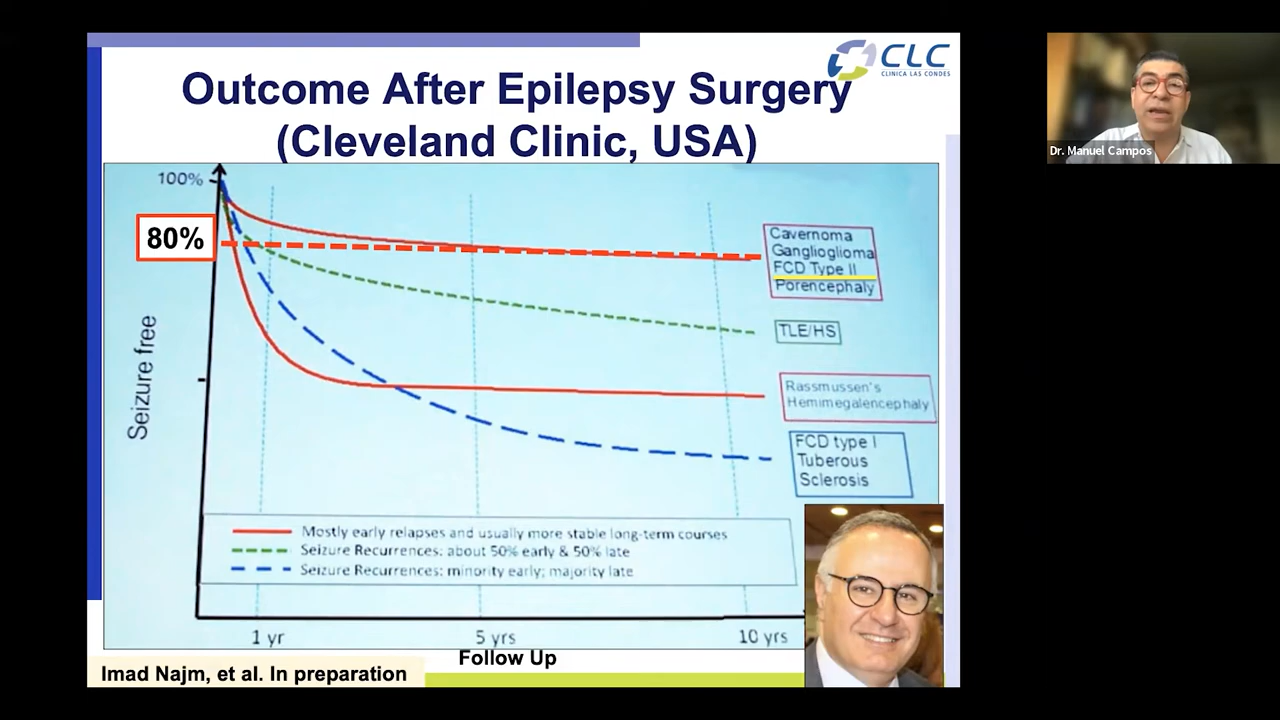 CLC
CLINICA LAS CONDES
Outcome After Epilepsy Surgery
(Cleveland Clinic, USA)
Dr. Manuel Campos
100%
80%
Seizure free
Cavernoma
Ganglioglioma
FCD Type II
Porencephaly
TLE/HS
Rassmussen's
Hemimegalencephaly
FCD type I
Tuberous
Sclerosis
Mostly early relapses and usually more stable long-term courses
Seizure Recurrences: about 50% early & 50% late
Seizure Recurrences: minority early; majority late
1 yr
5 yrs
10 yrs
Follow Up
Imad Najm, et al. In preparation